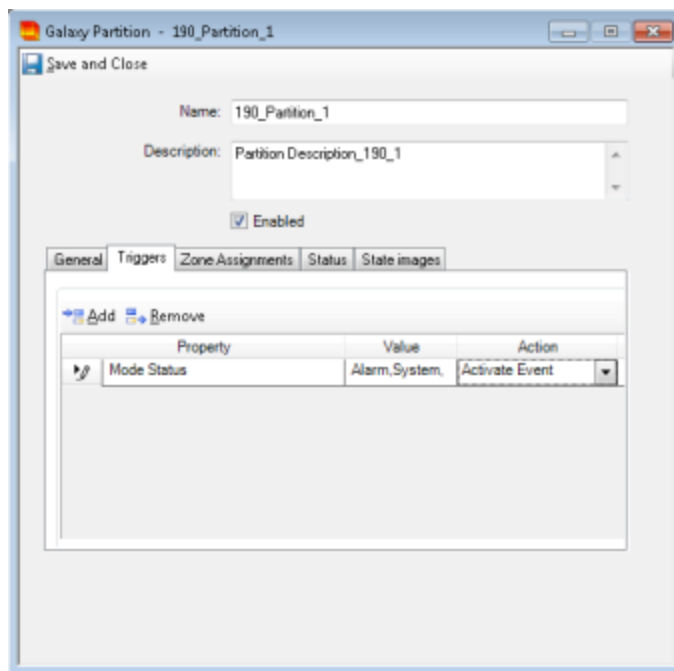 Galaxy Partition - 190_Partition_1
Save and Close
Name: 190_Partition_1
Description: Partition Description_190_1
Enabled
General Triggers Zone Assignments Status State images
Add Remove
Property Value Action
Mode Status Alarm,System, Activate Event